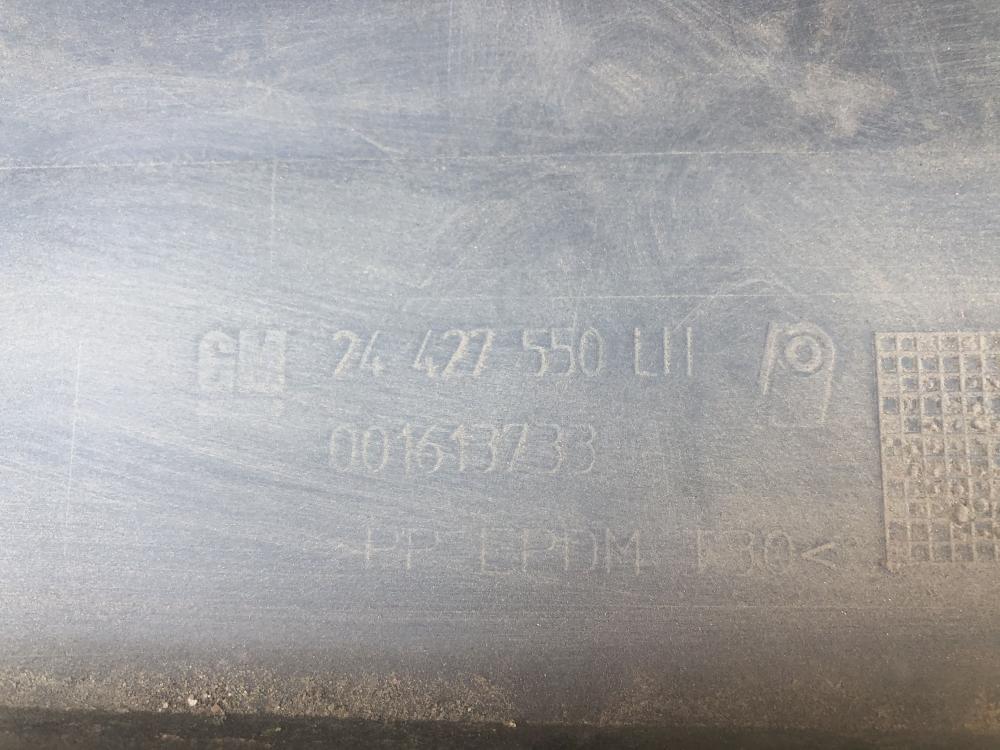 GM 24 427 550 LH
001613733
>PP EPDM T30<